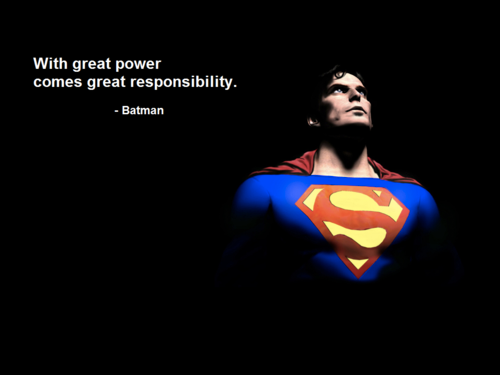 With great power
comes great responsibility.
- Batman